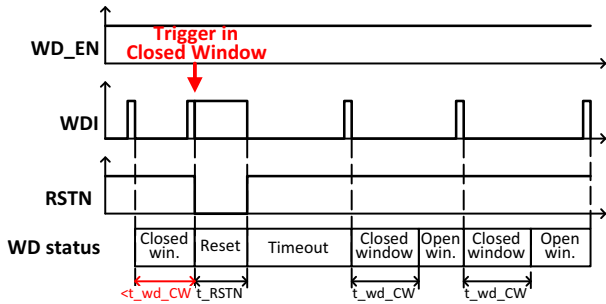 WD_EN
Trigger in
Closed Window
WDI
RSTN
WD status
Closed
win.
Reset
Timeout
Closed
window
Open
win.
Closed
window
Open
win.
<t_wd_CW
t_RSTN
t_wd_CW
t_wd_CW